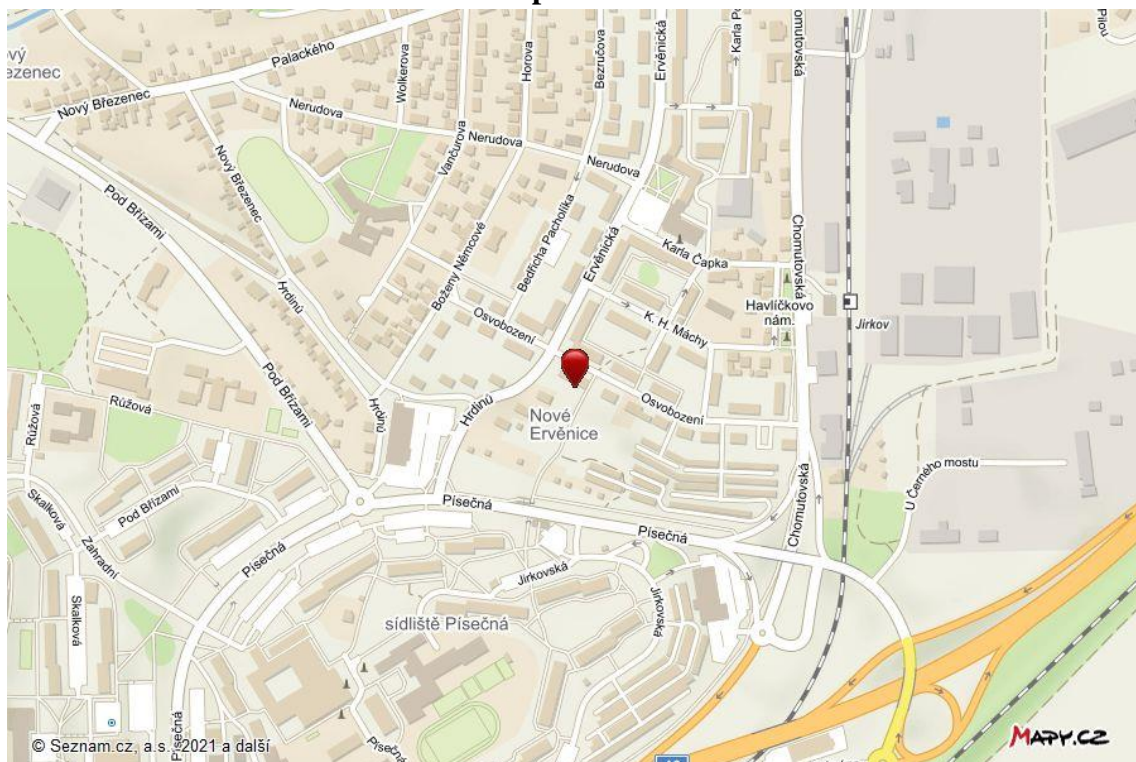 Palackého
Nový Březenec
Nerudova
Wolkerova
Horova
Bezručova
Ervěnická
Chomutovská
Nový Březenec
Vančurova
Nerudova
Nerudova
Pod Břízami
Bedřicha Pacholíka
Boženy Němcové
Ervěnická
Karla Čapka
Chomutovská
Hrdinů
Havlíčkovo
nám.
Jirkov
K. H. Máchy
Osvobození
Pod Břízami
Růžová
Růžová
Hrdinů
Hrdinů
Nové
Ervěnice
Osvobození
U Černého mostu
Skalková
Pod Břízami
Písečná
Písečná
Chomutovská
Zahradní
Písečná
Jirkovská
Jirkovská
Skalková
sídliště Písečná
Písečná
Písečná
© Seznam.cz, a.s., 2021 a další
Mapy.cz